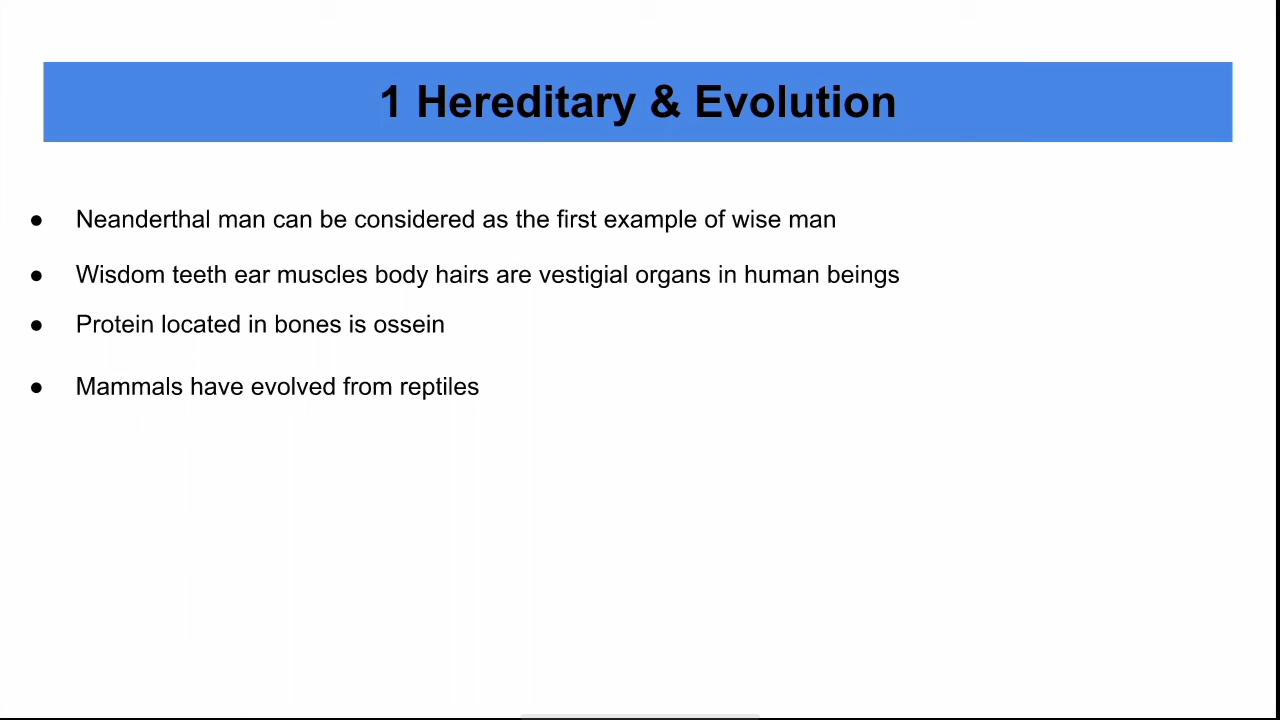 1 Hereditary & Evolution
● Neanderthal man can be considered as the first example of wise man
● Wisdom teeth ear muscles body hairs are vestigial organs in human beings
● Protein located in bones is ossein
● Mammals have evolved from reptiles